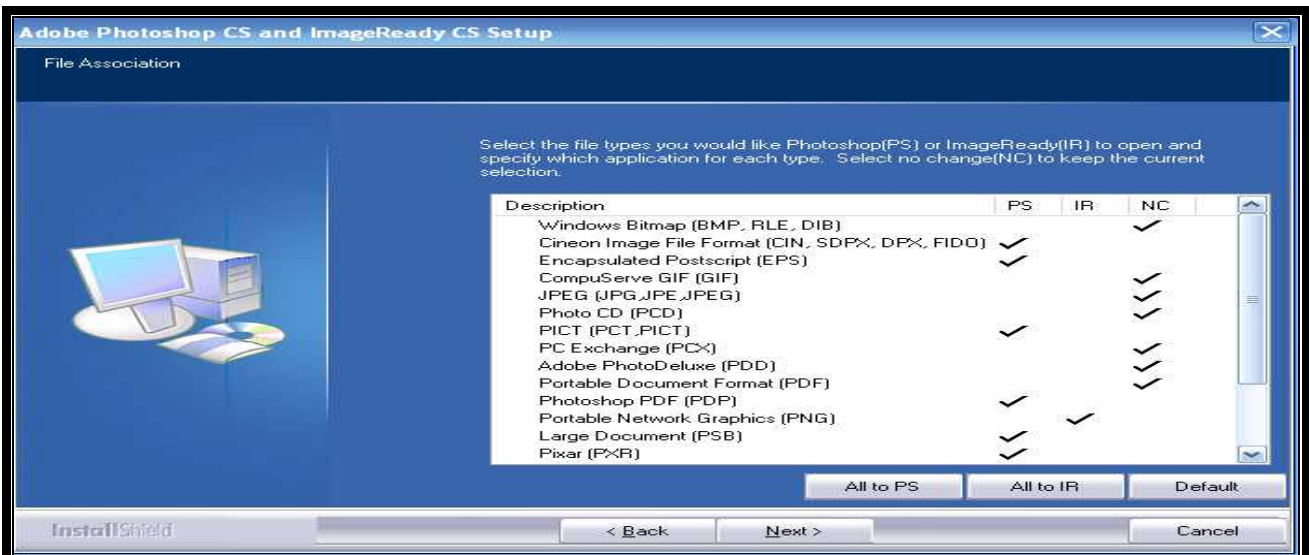 Adobe Photoshop CS and ImageReady CS Setup
File Association
Select the file types you would like Photoshop(PS) or ImageReady(IR) to open and
specify which application for each type. Select no change(NC) to keep the current
selection.
Description PS IR NC
Windows Bitmap (BMP, RLE, DIB)
Cineon Image File Format (CIN, SDPX, DPX, FIDO)
Encapsulated Postscript (EPS)
CompuServe GIF (GIF)
JPEG (JPG,JPE,JPEG)
Photo CD (PCD)
PICT (PCT,PICT)
PC Exchange (PCX)
Adobe PhotoDeluxe (PDD)
Portable Document Format (PDF)
Photoshop PDF (PDP)
Portable Network Graphics (PNG)
Large Document (PSB)
Pixar (PXR)
All to PS All to IR Default
InstallShield < Back Next > Cancel